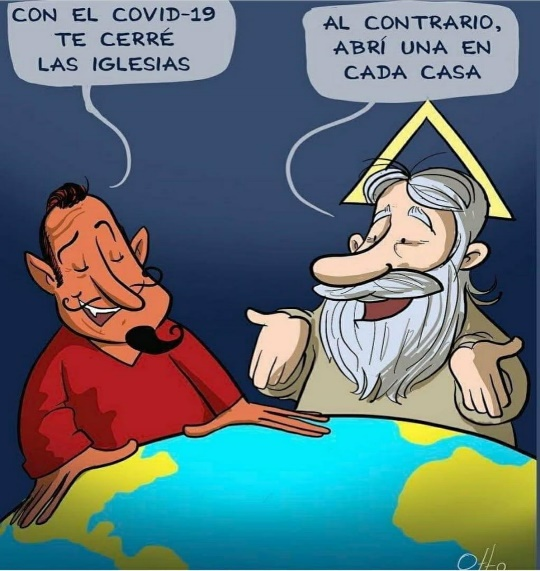 CON EL COVID-19
TE CERRÉ
LAS IGLESIAS
AL CONTRARIO,
ABRÍ UNA EN
CADA CASA
Otto